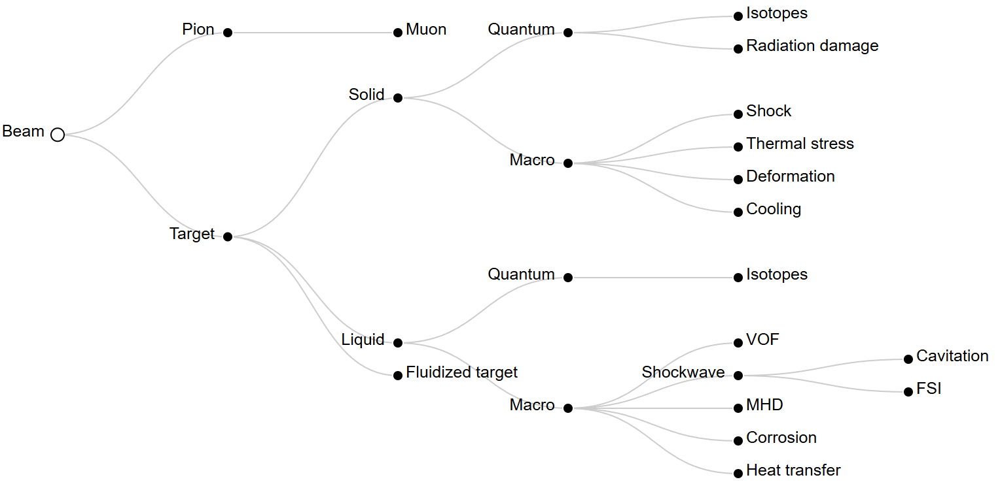 Beam
Pion
Muon
Target
Solid
Quantum
Isotopes
Radiation damage
Macro
Shock
Thermal stress
Deformation
Cooling
Liquid
Quantum
Isotopes
Macro
VOF
Shockwave
Cavitation
FSI
MHD
Corrosion
Heat transfer
Fluidized target